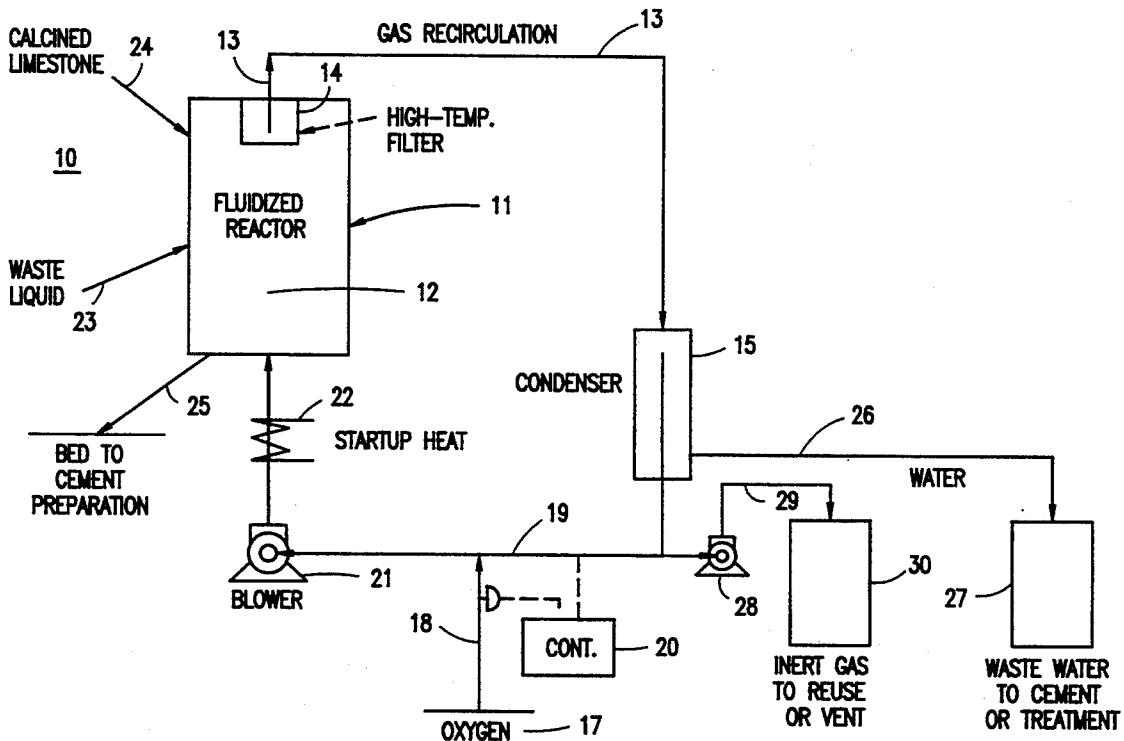 GAS RECIRCULATION
13
CALCINED
LIMESTONE
24
13
14
HIGH-TEMP.
FILTER
10
FLUIDIZED
REACTOR
11
WASTE
LIQUID
23
12
15
CONDENSER
25
22
STARTUP HEAT
BED TO
CEMENT
PREPARATION
26
WATER
29
19
21
BLOWER
28
30
27
18
CONT.
20
INERT GAS
TO REUSE
OR VENT
WASTE WATER
TO CEMENT
OR TREATMENT
OXYGEN
17